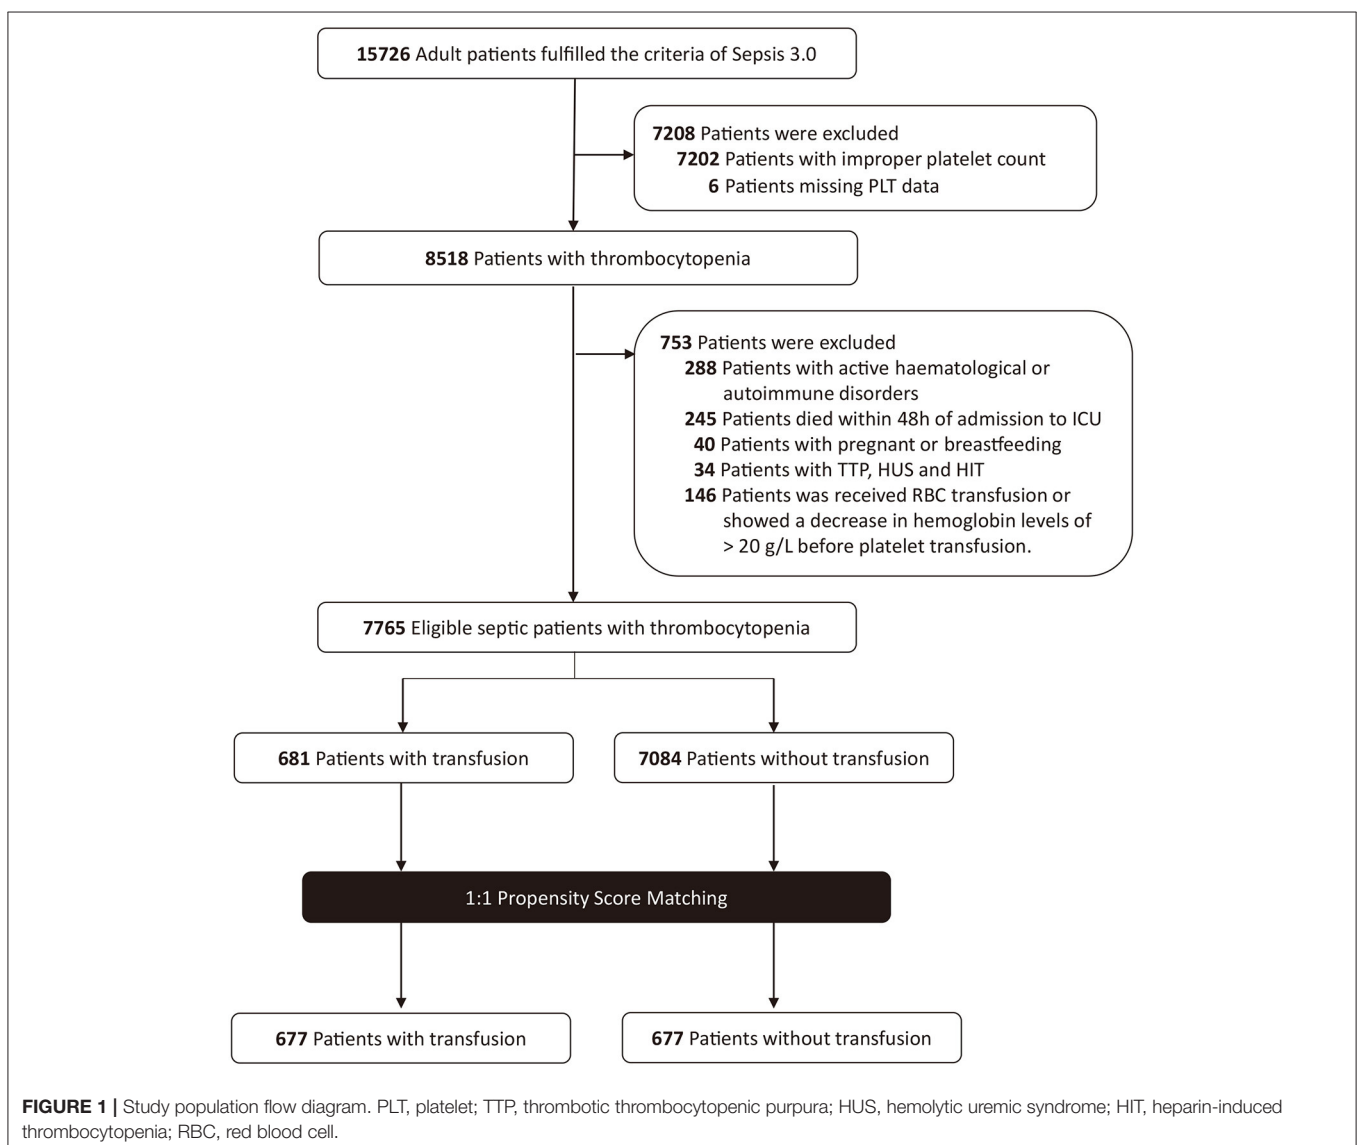 15726 Adult patients fulfilled the criteria of Sepsis 3.0
7208 Patients were excluded
7202 Patients with improper platelet count
6 Patients missing PLT data
8518 Patients with thrombocytopenia
753 Patients were excluded
288 Patients with active haematological or
autoimmune disorders
245 Patients died within 48h of admission to ICU
40 Patients with pregnant or breastfeeding
34 Patients with TTP, HUS and HIT
146 Patients was received RBC transfusion or
showed a decrease in hemoglobin levels of
> 20 g/L before platelet transfusion.
7765 Eligible septic patients with thrombocytopenia
681 Patients with transfusion
7084 Patients without transfusion
1:1 Propensity Score Matching
677 Patients with transfusion
677 Patients without transfusion
FIGURE 1 | Study population flow diagram. PLT, platelet; TTP, thrombotic thrombocytopenic purpura; HUS, hemolytic uremic syndrome; HIT, heparin-induced
thrombocytopenia; RBC, red blood cell.